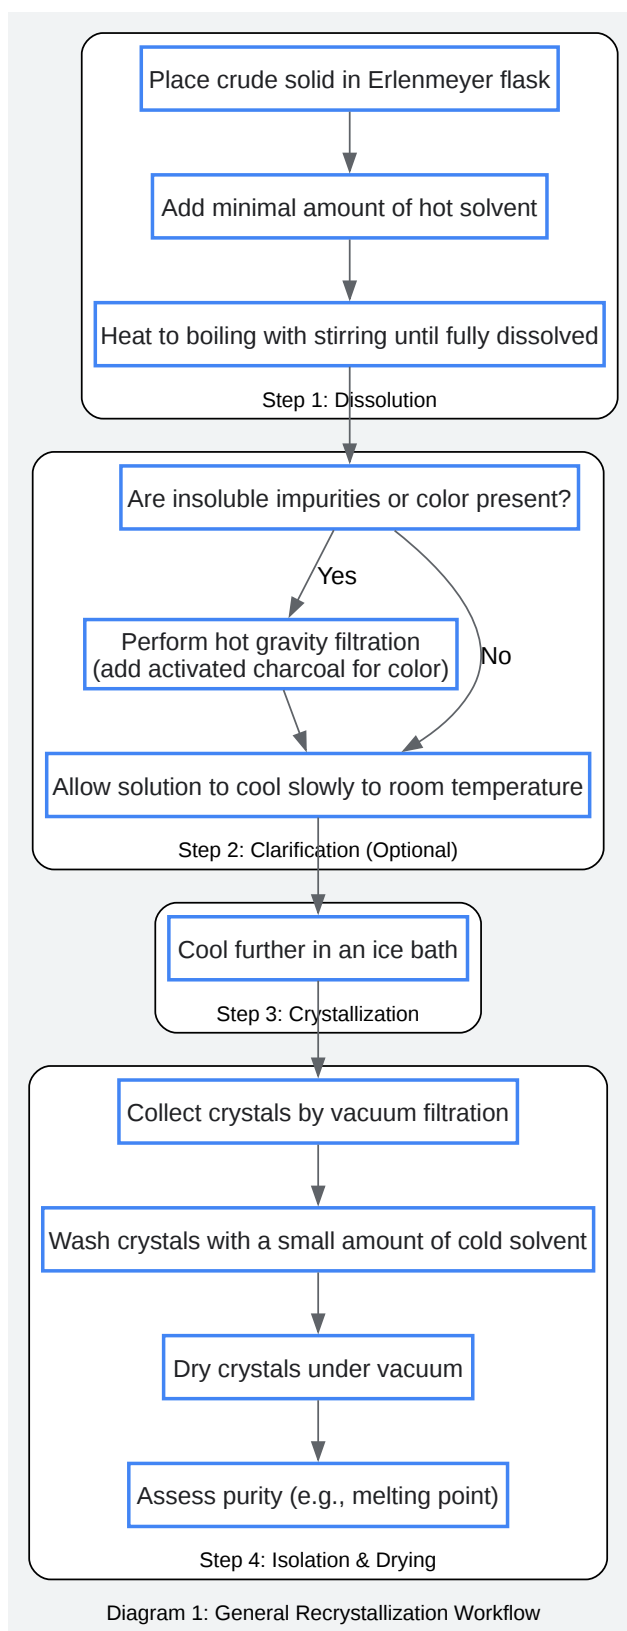 Place crude solid in Erlenmeyer flask
Add minimal amount of hot solvent
Heat to boiling with stirring until fully dissolved
Step 1: Dissolution
Are insoluble impurities or color present?
Yes
Perform hot gravity filtration
(add activated charcoal for color)
No
Allow solution to cool slowly to room temperature
Step 2: Clarification (Optional)
Cool further in an ice bath
Step 3: Crystallization
Collect crystals by vacuum filtration
Wash crystals with a small amount of cold solvent
Dry crystals under vacuum
Assess purity (e.g., melting point)
Step 4: Isolation & Drying
Diagram 1: General Recrystallization Workflow